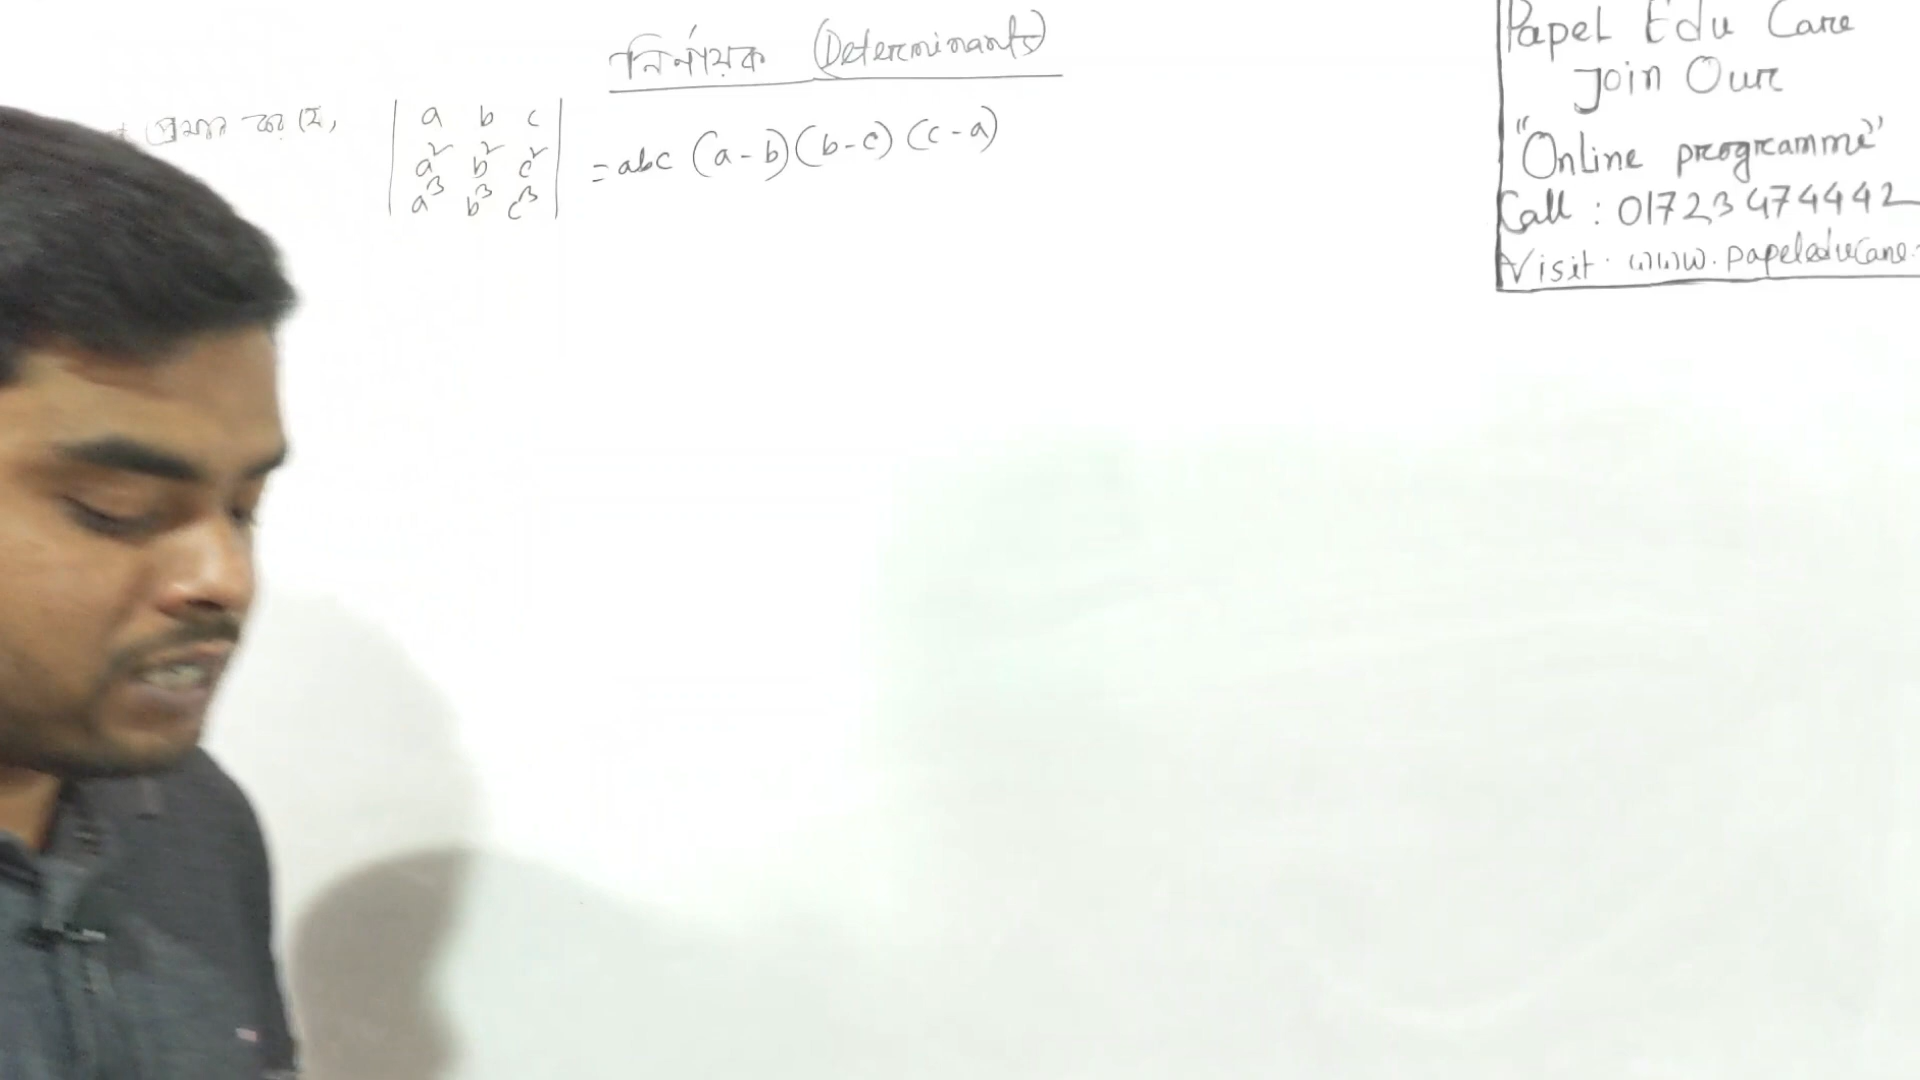 নির্ণায়ক (Determinants)
প্রমাণ কর যে,
| a b c |
| a² b² c² | = abc (a-b)(b-c)(c-a)
| a³ b³ c³ |
Papel Edu Care
Join Our
"Online programme"
Call : 01723474442
Visit : www.papeleducare.